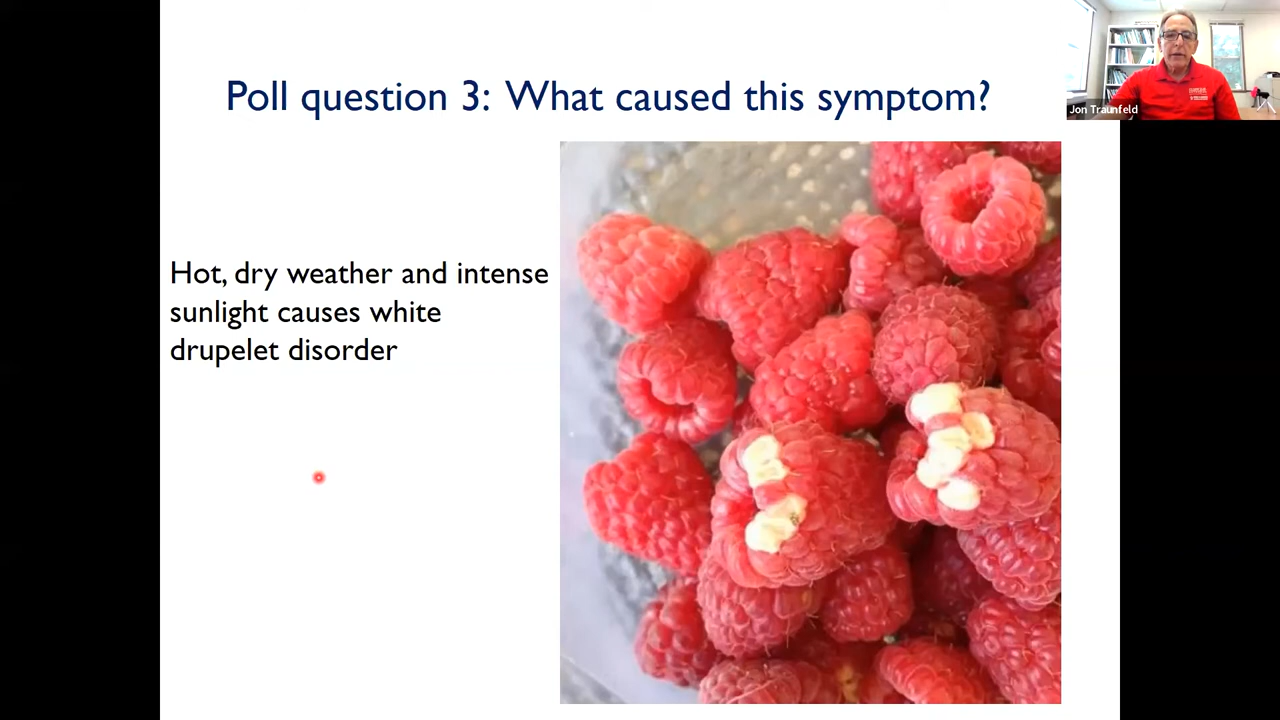 Poll question 3: What caused this symptom?
Jon Traunfeld
Hot, dry weather and intense
sunlight causes white
drupelet disorder